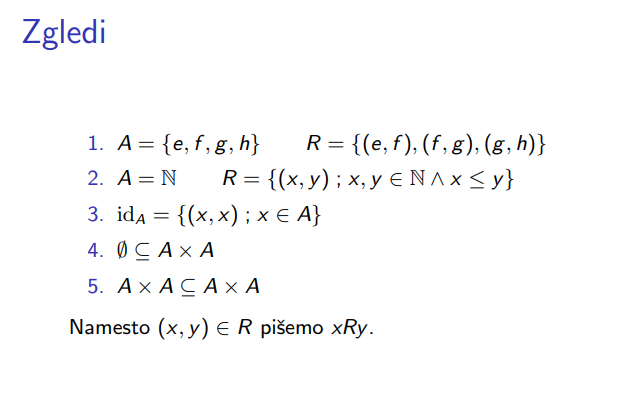 Zgledi
1. A = {e, f, g, h} R = {(e, f), (f, g), (g, h)}
2. A = ℕ R = {(x, y) ; x, y ∈ ℕ ∧ x ≤ y}
3. id_A = {(x, x) ; x ∈ A}
4. ∅ ⊆ A × A
5. A × A ⊆ A × A
Namesto (x, y) ∈ R pišemo xRy.